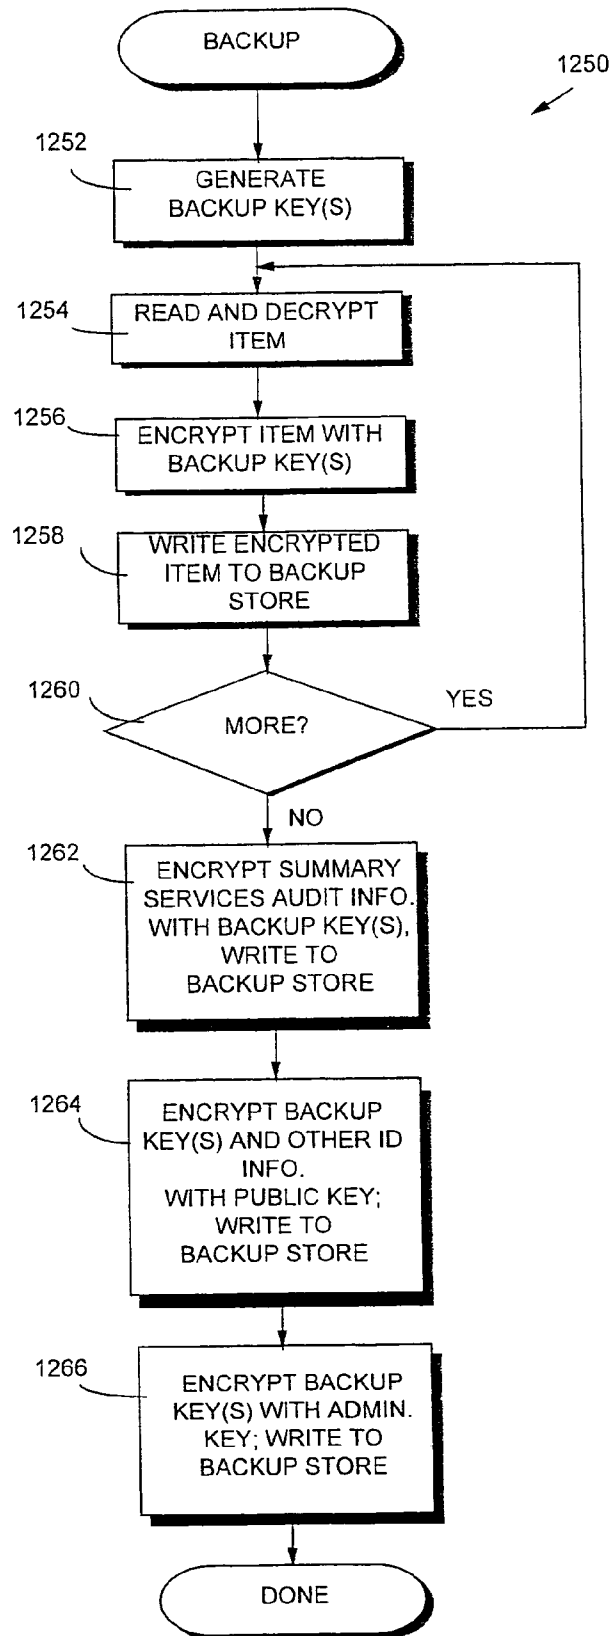 BACKUP
1250
1252
GENERATE
BACKUP KEY(S)
1254
READ AND DECRYPT
ITEM
1256
ENCRYPT ITEM WITH
BACKUP KEY(S)
1258
WRITE ENCRYPTED
ITEM TO BACKUP
STORE
1260
MORE?
YES
NO
1262
ENCRYPT SUMMARY
SERVICES AUDIT INFO.
WITH BACKUP KEY(S),
WRITE TO
BACKUP STORE
1264
ENCRYPT BACKUP
KEY(S) AND OTHER ID
INFO.
WITH PUBLIC KEY;
WRITE TO
BACKUP STORE
1266
ENCRYPT BACKUP
KEY(S) WITH ADMIN.
KEY; WRITE TO
BACKUP STORE
DONE